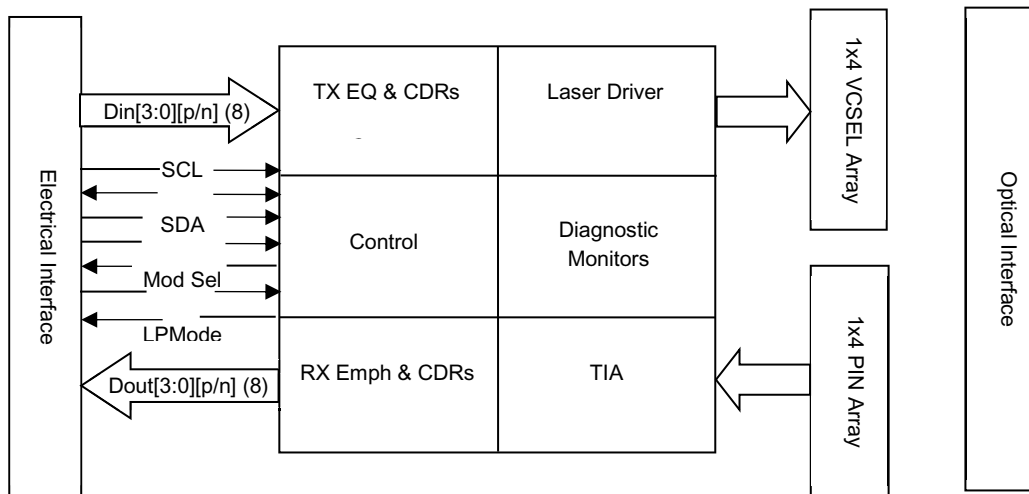 Electrical Interface
Din[3:0][p/n] (8)
SCL
SDA
Mod Sel
LPMode
Dout[3:0][p/n] (8)
TX EQ & CDRs
Laser Driver
Control
Diagnostic
Monitors
RX Emph & CDRs
TIA
1x4 VCSEL Array
1x4 PIN Array
Optical Interface